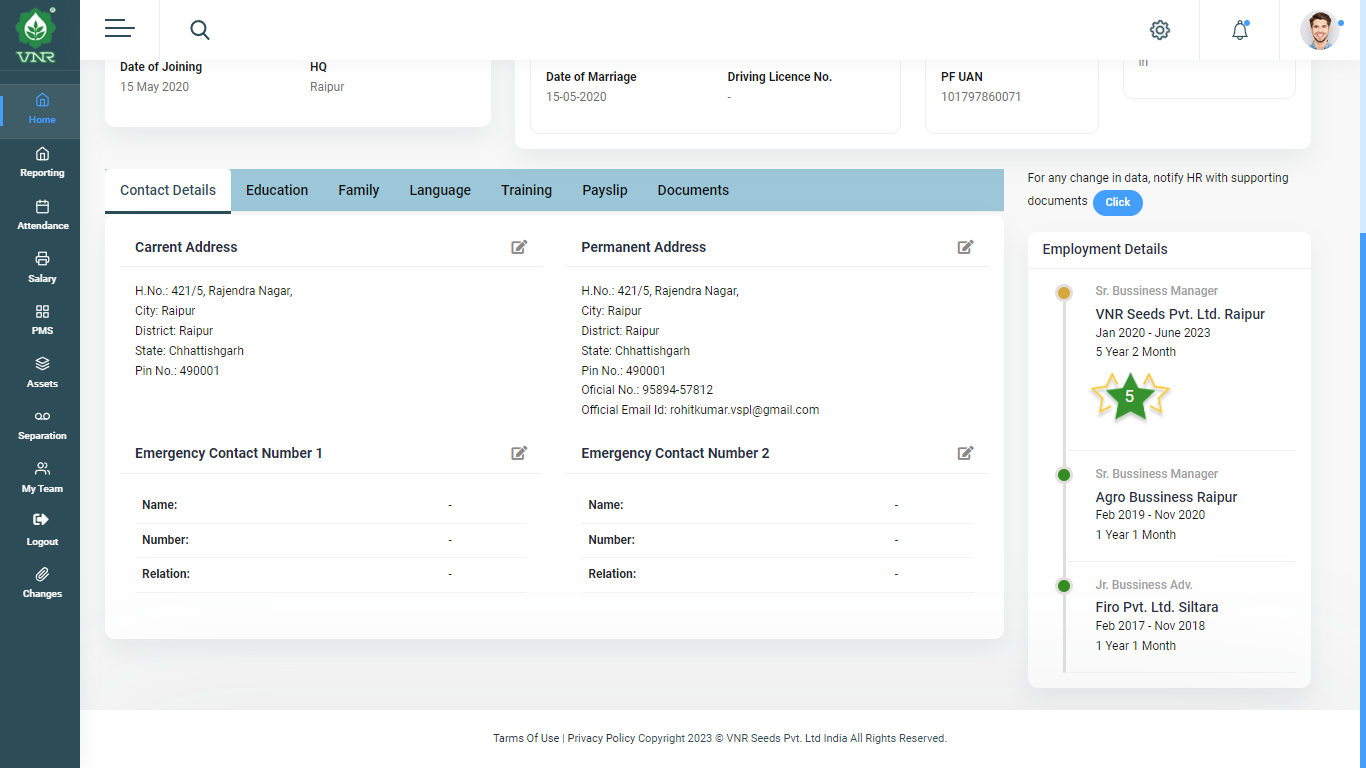 VNR
Home
Reporting
Attendance
Salary
PMS
Assets
Separation
My Team
Logout
Changes
Date of Joining
15 May 2020
HQ
Raipur
Date of Marriage
15-05-2020
Driving Licence No.
-
PF UAN
101797860071
in
Contact Details Education Family Language Training Payslip Documents
Carrent Address
H.No.: 421/5, Rajendra Nagar,
City: Raipur
District: Raipur
State: Chhattishgarh
Pin No.: 490001
Permanent Address
H.No.: 421/5, Rajendra Nagar,
City: Raipur
District: Raipur
State: Chhattishgarh
Pin No.: 490001
Oficial No.: 95894-57812
Official Email Id: rohitkumar.vspl@gmail.com
Emergency Contact Number 1
Name: -
Number: -
Relation: -
Emergency Contact Number 2
Name: -
Number: -
Relation: -
For any change in data, notify HR with supporting
documents Click
Employment Details
Sr. Bussiness Manager
VNR Seeds Pvt. Ltd. Raipur
Jan 2020 - June 2023
5 Year 2 Month
5
Sr. Bussiness Manager
Agro Bussiness Raipur
Feb 2019 - Nov 2020
1 Year 1 Month
Jr. Bussiness Adv.
Firo Pvt. Ltd. Siltara
Feb 2017 - Nov 2018
1 Year 1 Month
Terms Of Use | Privacy Policy Copyright 2023 © VNR Seeds Pvt. Ltd India All Rights Reserved.